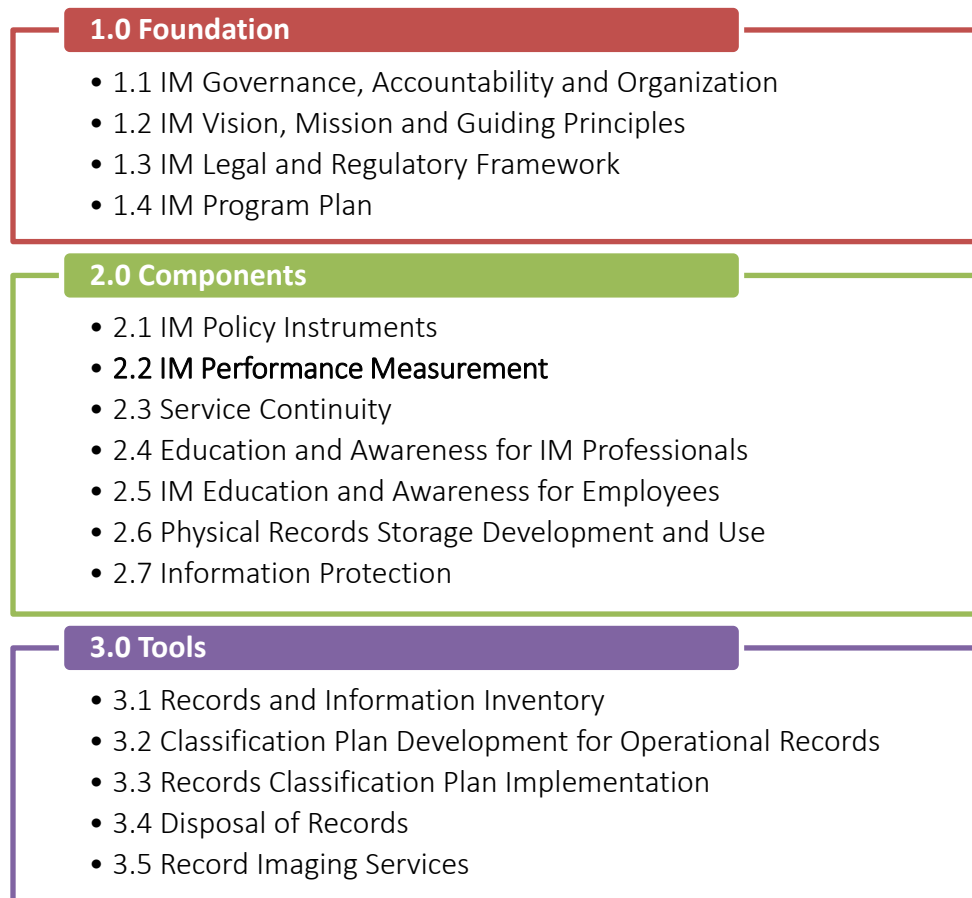 1.0 Foundation
• 1.1 IM Governance, Accountability and Organization
• 1.2 IM Vision, Mission and Guiding Principles
• 1.3 IM Legal and Regulatory Framework
• 1.4 IM Program Plan
2.0 Components
• 2.1 IM Policy Instruments
• 2.2 IM Performance Measurement
• 2.3 Service Continuity
• 2.4 Education and Awareness for IM Professionals
• 2.5 IM Education and Awareness for Employees
• 2.6 Physical Records Storage Development and Use
• 2.7 Information Protection
3.0 Tools
• 3.1 Records and Information Inventory
• 3.2 Classification Plan Development for Operational Records
• 3.3 Records Classification Plan Implementation
• 3.4 Disposal of Records
• 3.5 Record Imaging Services